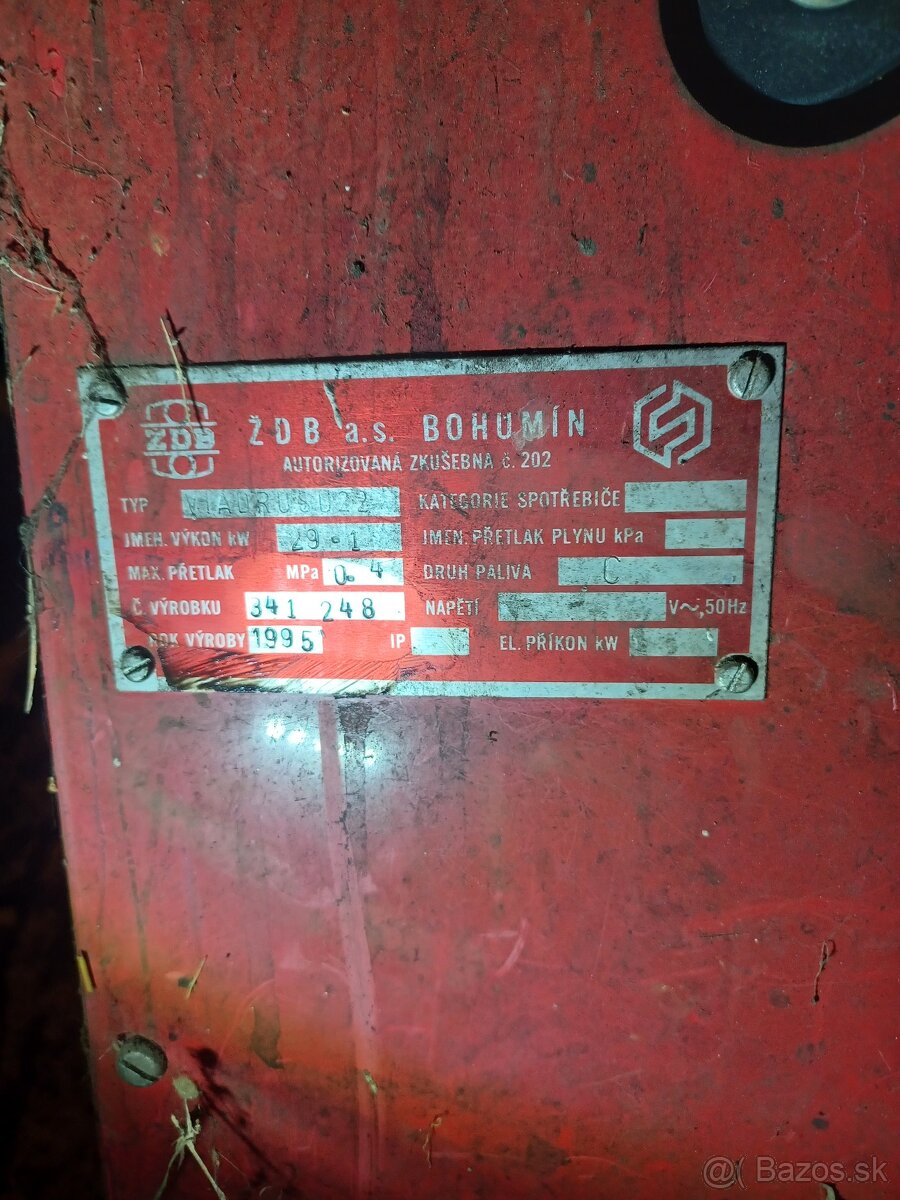 ŽDB
ŽDB a.s. BOHUMÍN
AUTORIZOVANÁ ZKUŠEBNA č. 202
TYP VIADRUSU22 KATEGORIE SPOTŘEBIČE
JMEN. VÝKON kW 29.1 JMEN. PŘETLAK PLYNU kPa
MAX. PŘETLAK MPa 0.4 DRUH PALIVA C
Č. VÝROBKU 341 248 NAPĚTÍ V~,50Hz
ROK VÝROBY 1995 IP EL. PŘÍKON kW
@ Bazos.sk